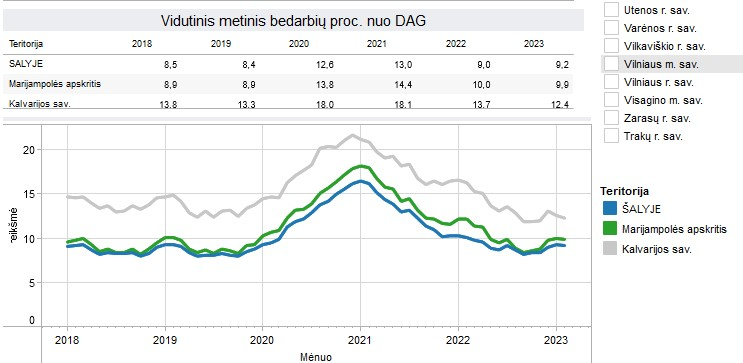 Vidutinis metinis bedarbių proc. nuo DAG
Teritorija 2018 2019 2020 2021 2022 2023
ŠALYJE 8,5 8,4 12,6 13,0 9,0 9,2
Marijampolės apskritis 8,9 8,9 13,8 14,4 10,0 9,9
Kalvarijos sav. 13,8 13,3 18,0 18,1 13,7 12,4
20
15
10
5
0
reikšmė
2018 2019 2020 2021 2022 2023
Mėnuo
Utenos r. sav.
Varėnos r. sav.
Vilkaviškio r. sav.
Vilniaus m. sav.
Vilniaus r. sav.
Visagino m. sav.
Zarasų r. sav.
Trakų r. sav.
Teritorija
ŠALYJE
Marijampolės apskritis
Kalvarijos sav.